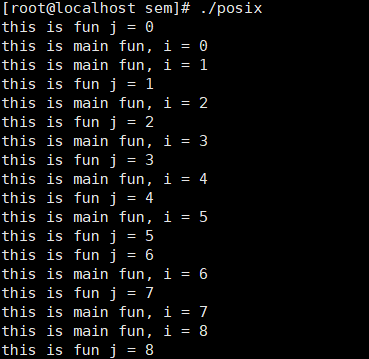 [root@localhost sem]# ./posix
this is fun j = 0
this is main fun, i = 0
this is main fun, i = 1
this is fun j = 1
this is main fun, i = 2
this is fun j = 2
this is main fun, i = 3
this is fun j = 3
this is main fun, i = 4
this is fun j = 4
this is main fun, i = 5
this is fun j = 5
this is fun j = 6
this is main fun, i = 6
this is fun j = 7
this is main fun, i = 7
this is main fun, i = 8
this is fun j = 8